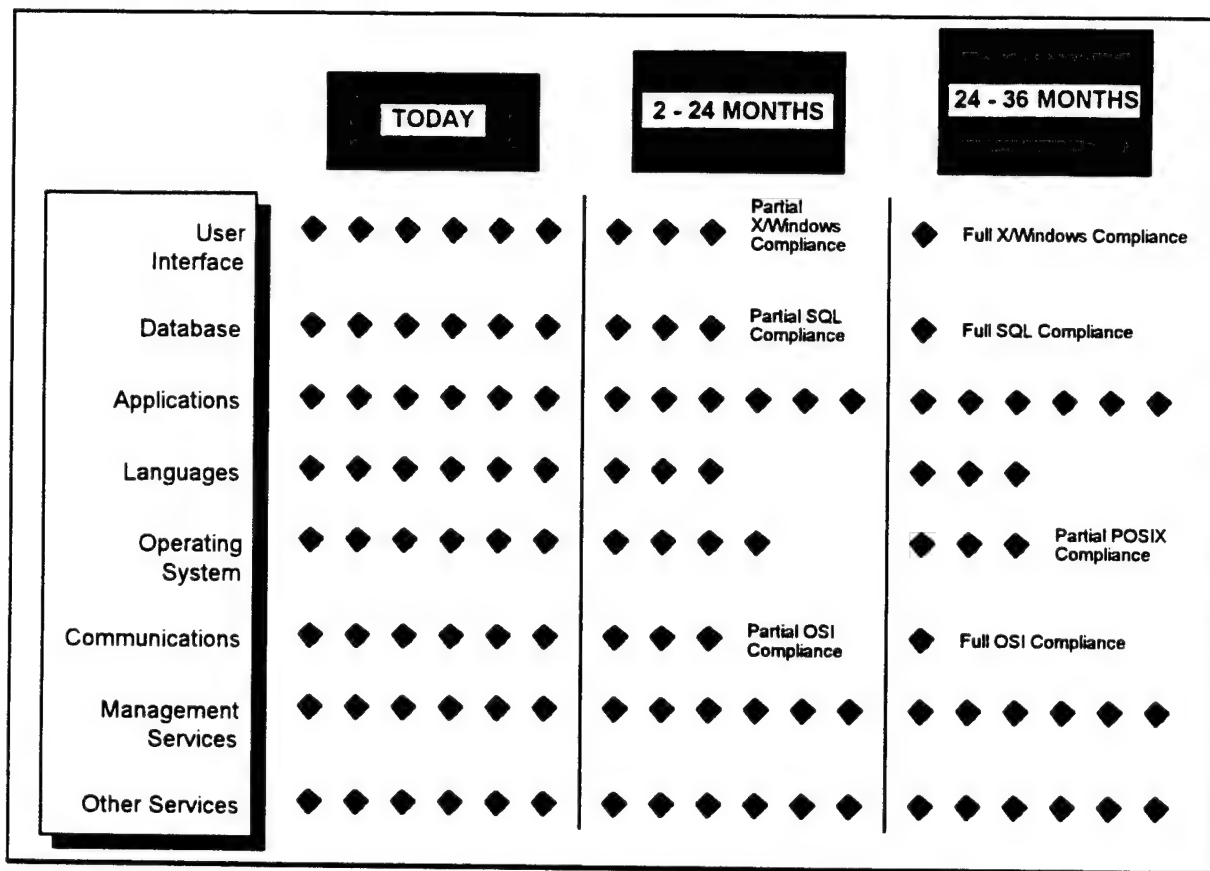 TODAY
2 - 24 MONTHS
24 - 36 MONTHS
User
Interface
Partial
X/Windows
Compliance
Full X/Windows Compliance
Database
Partial SQL
Compliance
Full SQL Compliance
Applications
Languages
Operating
System
Partial POSIX
Compliance
Communications
Partial OSI
Compliance
Full OSI Compliance
Management
Services
Other Services